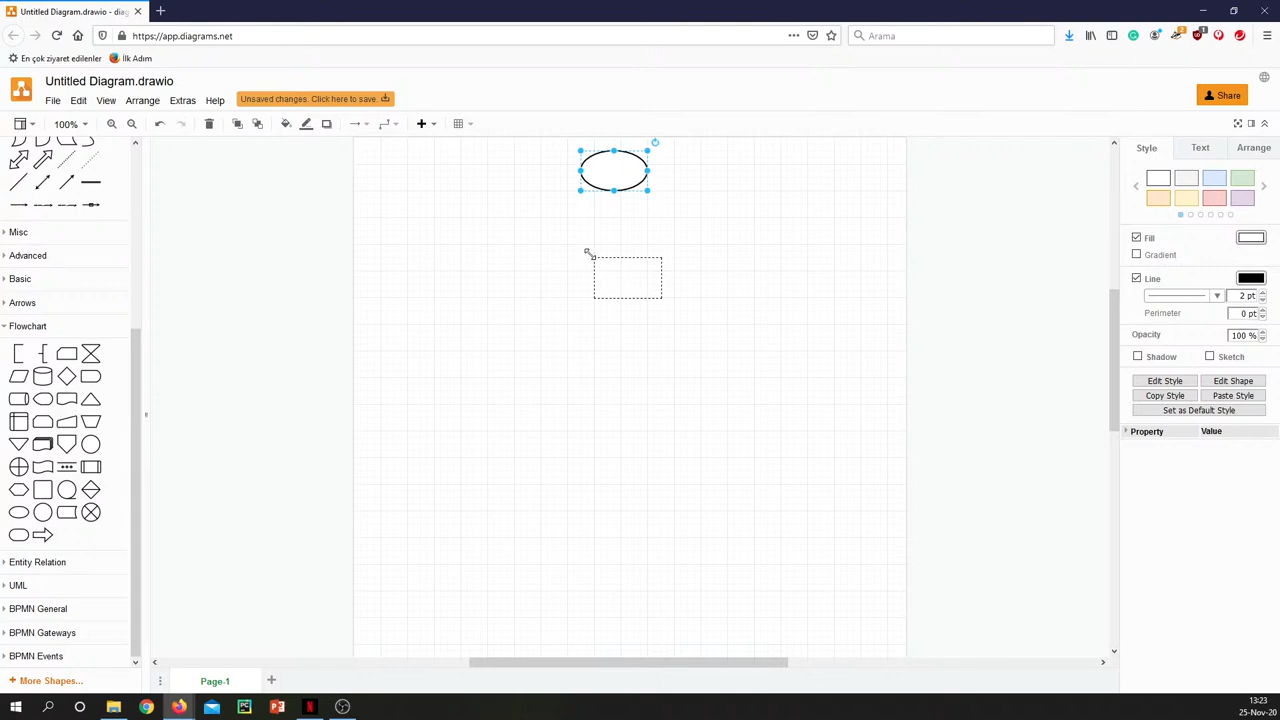 Untitled Diagram.drawio - diag
https://app.diagrams.net
Arama
En çok ziyaret edilenler
İlk Adım
Untitled Diagram.drawio
File Edit View Arrange Extras Help
Unsaved changes. Click here to save.
Share
100%
Style Text Arrange
Fill
Gradient
Line
2 pt
Perimeter 0 pt
Opacity 100 %
Shadow Sketch
Edit Style Edit Shape
Copy Style Paste Style
Set as Default Style
Property Value
Misc
Advanced
Basic
Arrows
Flowchart
Entity Relation
UML
BPMN General
BPMN Gateways
BPMN Events
+ More Shapes...
Page-1
13:23
25-Nov-20